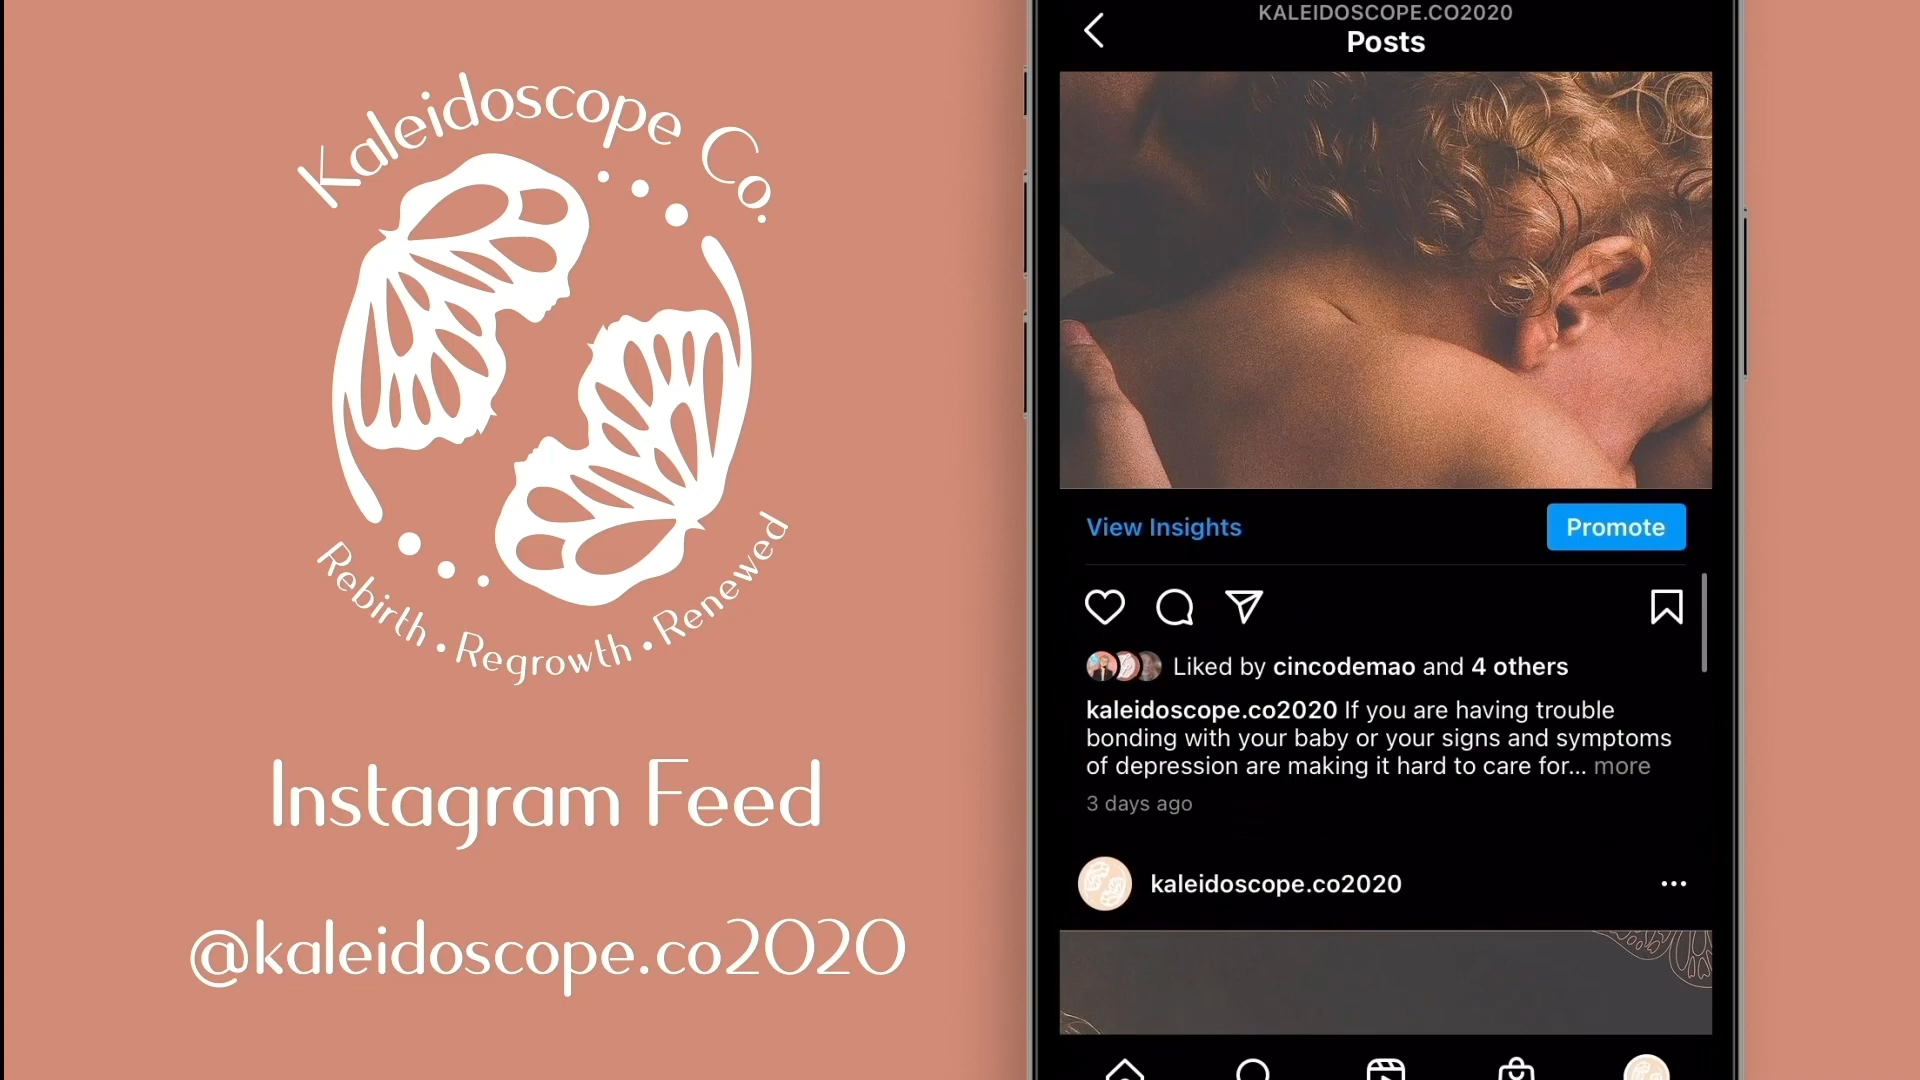 Kaleidoscope Co.
Rebirth • Regrowth • Renewed
Instagram Feed
@kaleidoscope.co2020
KALEIDOSCOPE.CO2020
Posts
View Insights
Promote
Liked by cincodemao and 4 others
kaleidoscope.co2020 If you are having trouble
bonding with your baby or your signs and symptoms
of depression are making it hard to care for... more
3 days ago
kaleidoscope.co2020